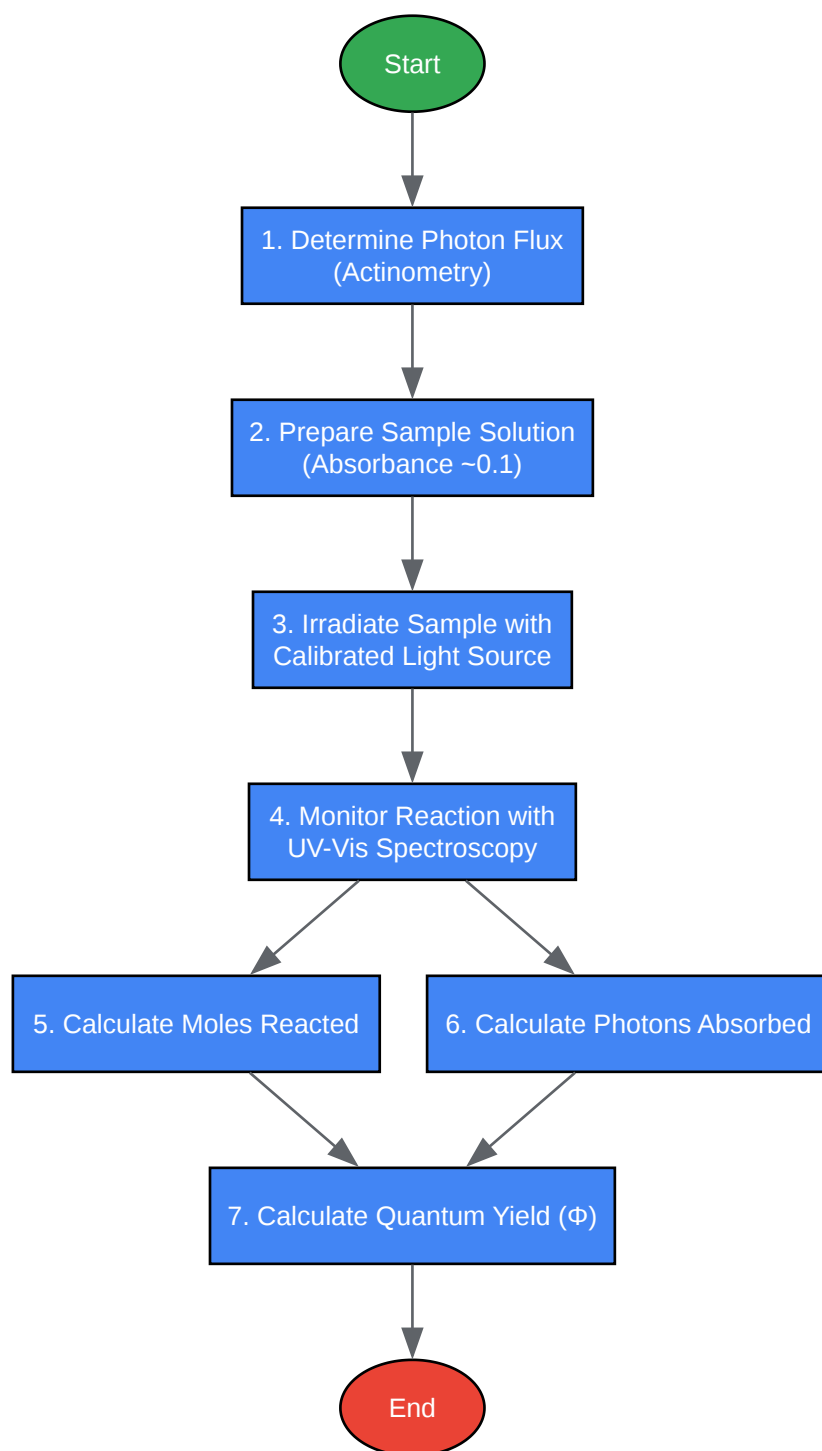 Start
1. Determine Photon Flux
(Actinometry)
2. Prepare Sample Solution
(Absorbance ~0.1)
3. Irradiate Sample with
Calibrated Light Source
4. Monitor Reaction with
UV-Vis Spectroscopy
5. Calculate Moles Reacted
6. Calculate Photons Absorbed
7. Calculate Quantum Yield (Φ)
End